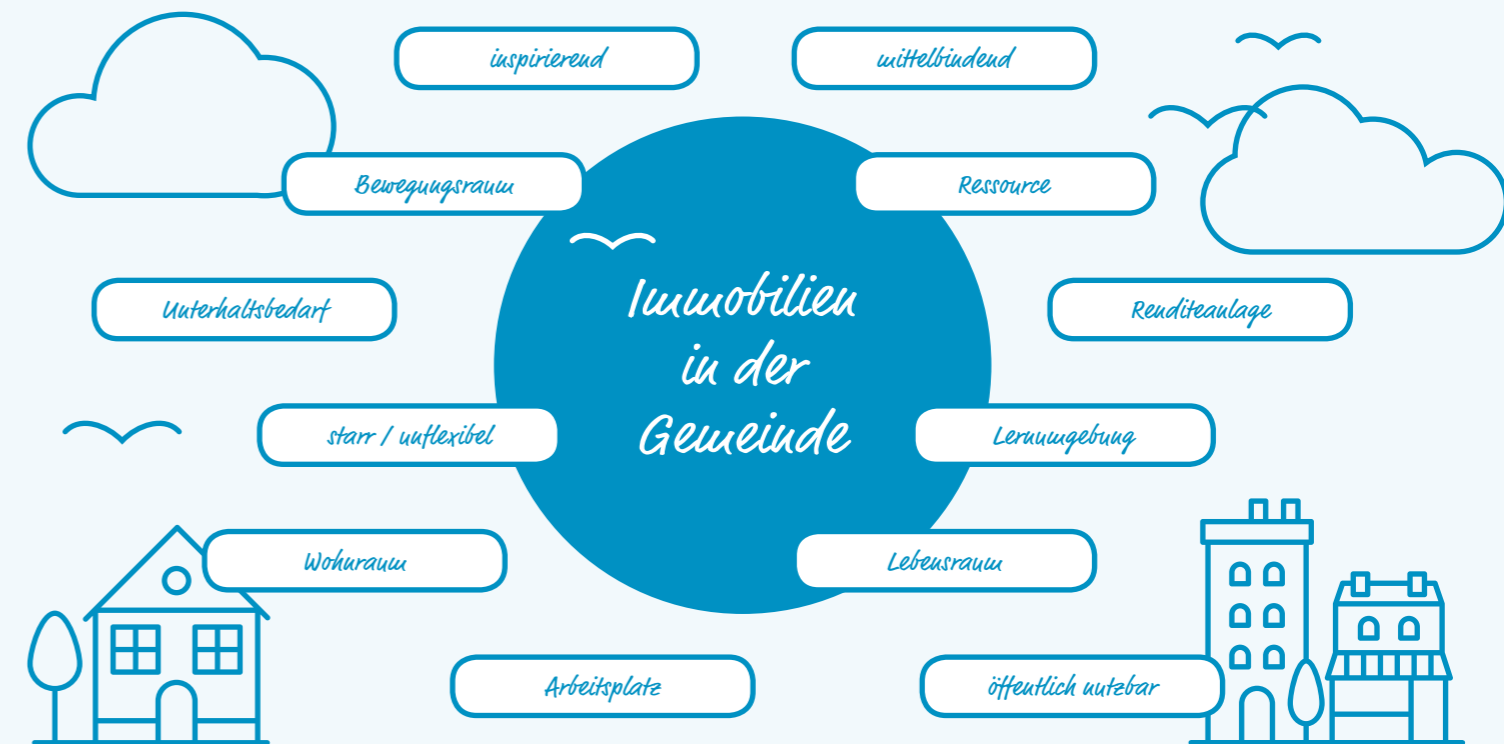 inspirierend
mittelbindend
Bewegungsraum
Ressource
Unterhaltsbedarf
Renditeanlage
Immobilien
in der
Gemeinde
starr / unflexibel
Lernumgebung
Wohnraum
Lebensraum
Arbeitsplatz
öffentlich nutzbar